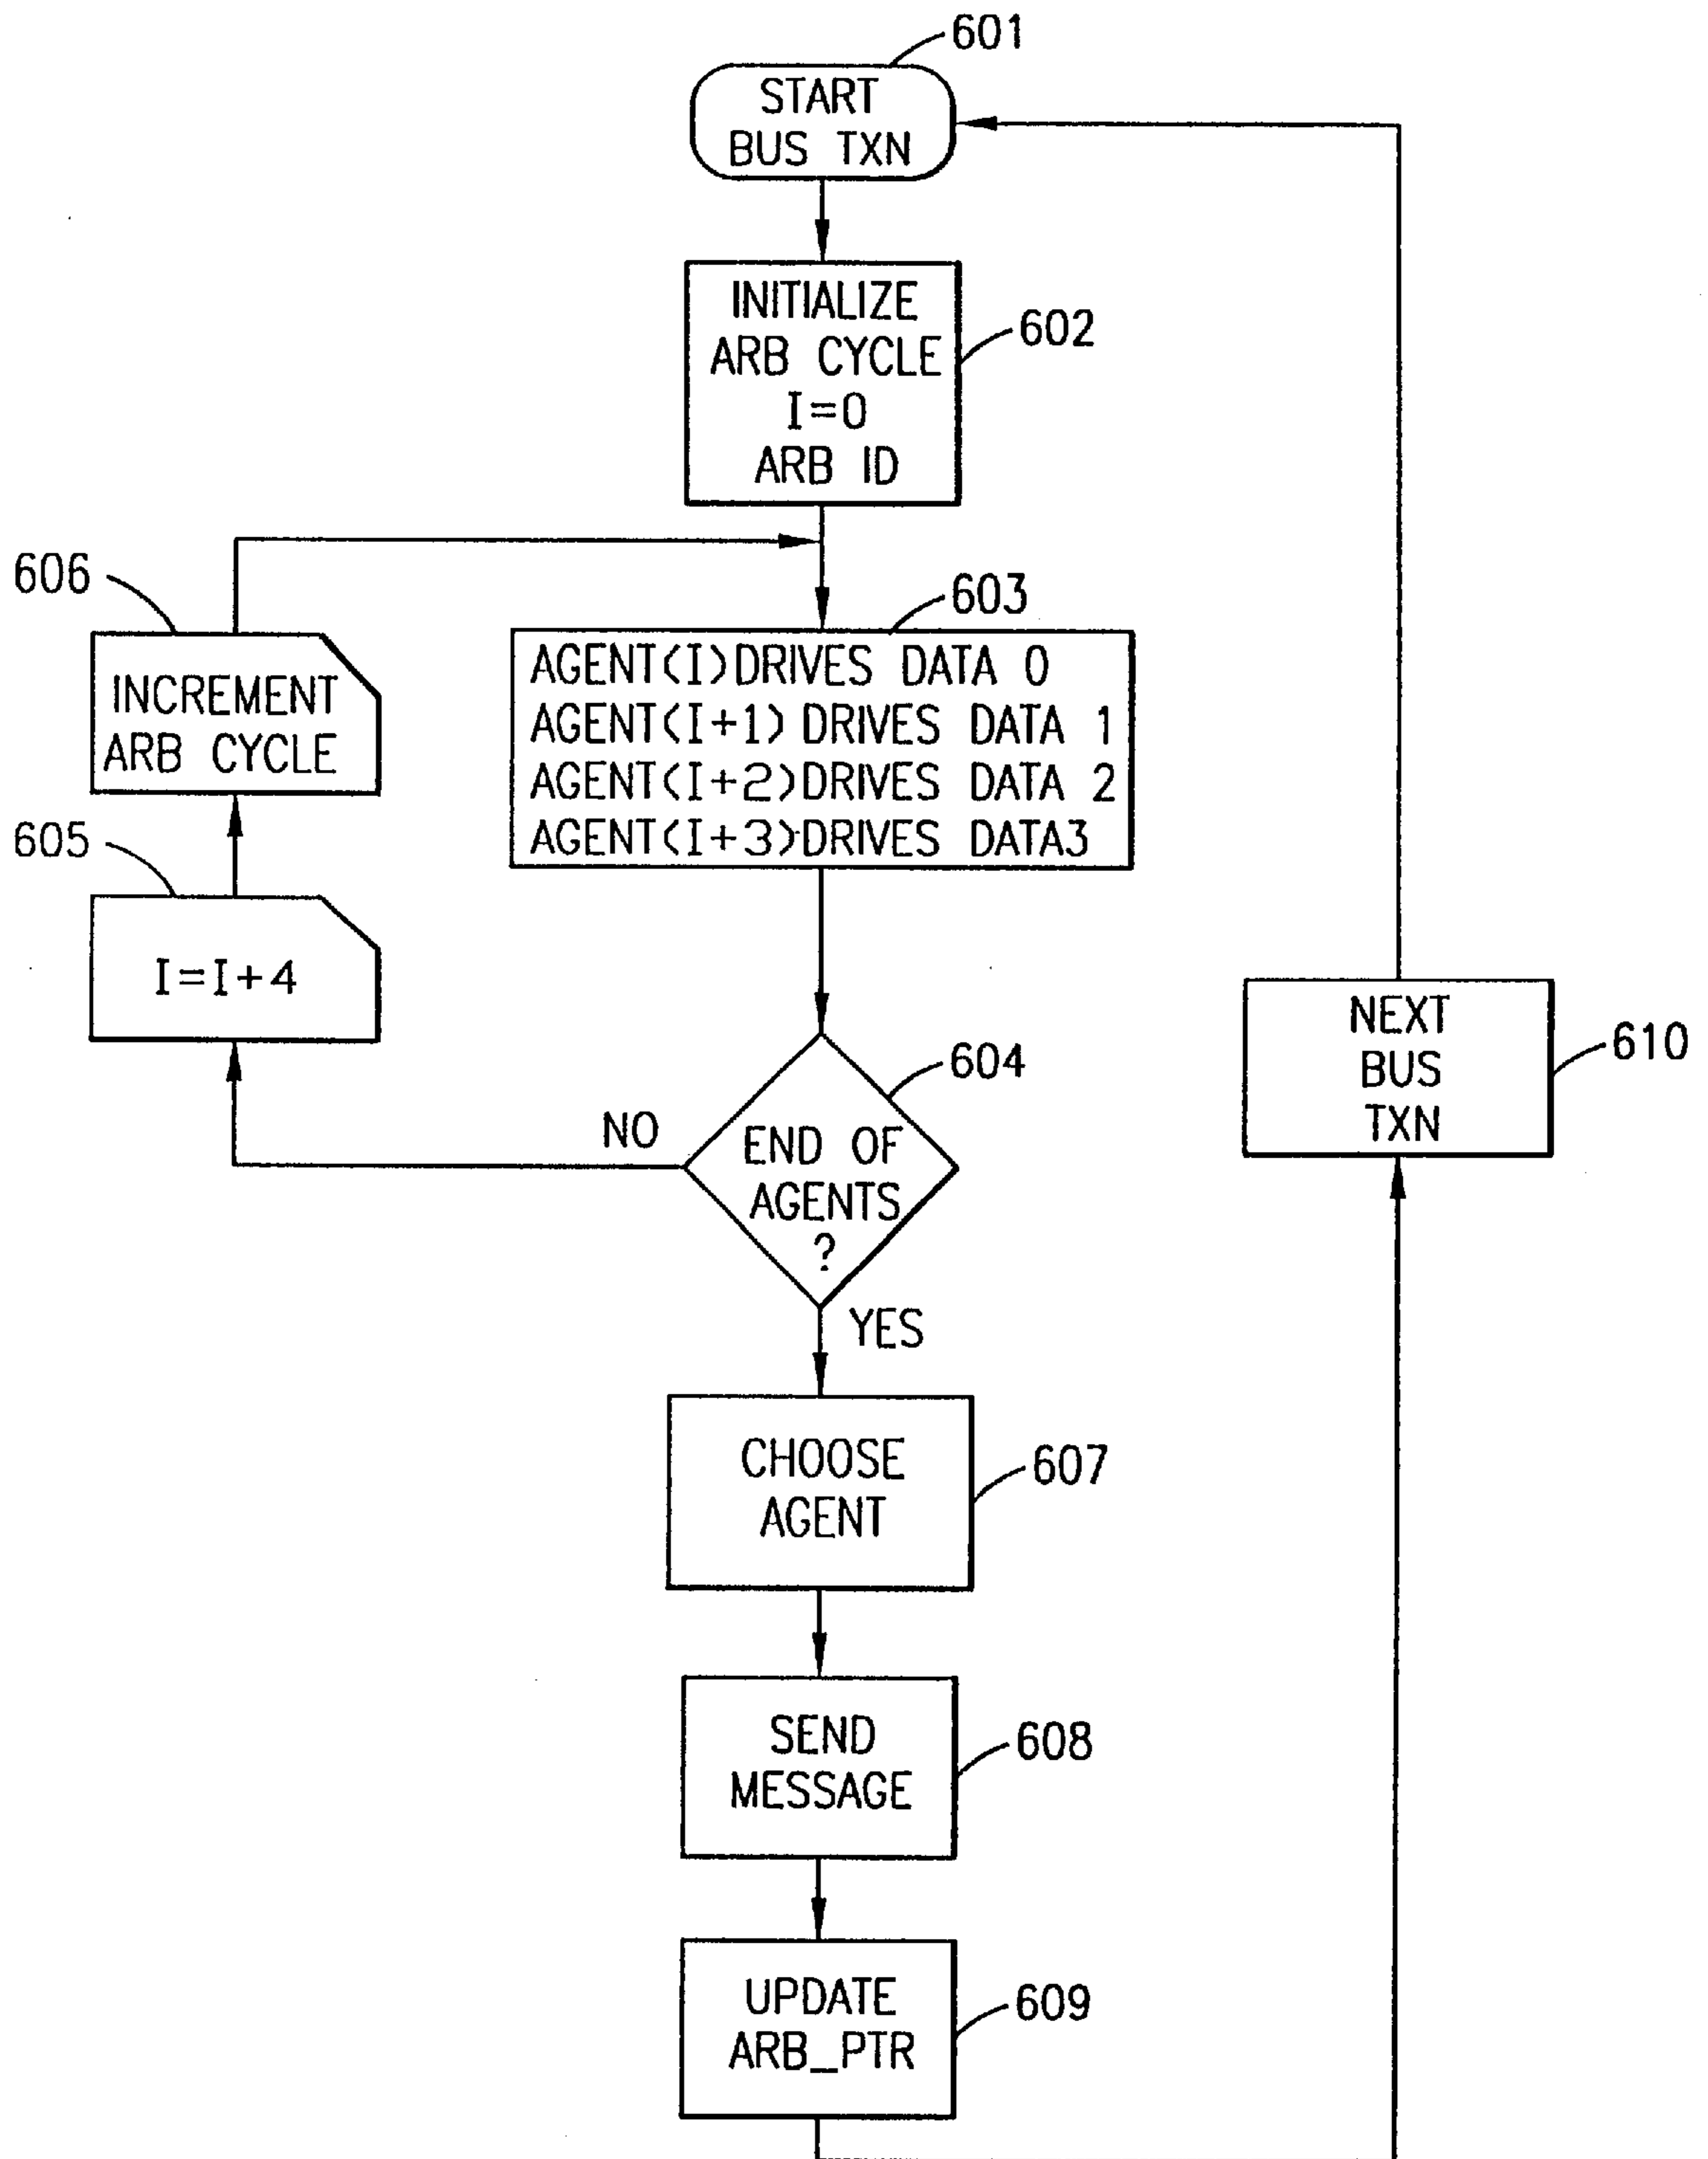 601
START
BUS TXN
INITIALIZE
ARB CYCLE
I=0
ARB ID
602
606
INCREMENT
ARB CYCLE
603
AGENT(I)DRIVES DATA 0
AGENT(I+1) DRIVES DATA 1
AGENT(I+2)DRIVES DATA 2
AGENT(I+3)DRIVES DATA3
605
I=I+4
604
NO
END OF
AGENTS
?
YES
NEXT
BUS
TXN
610
CHOOSE
AGENT
607
SEND
MESSAGE
608
UPDATE
ARB_PTR
609